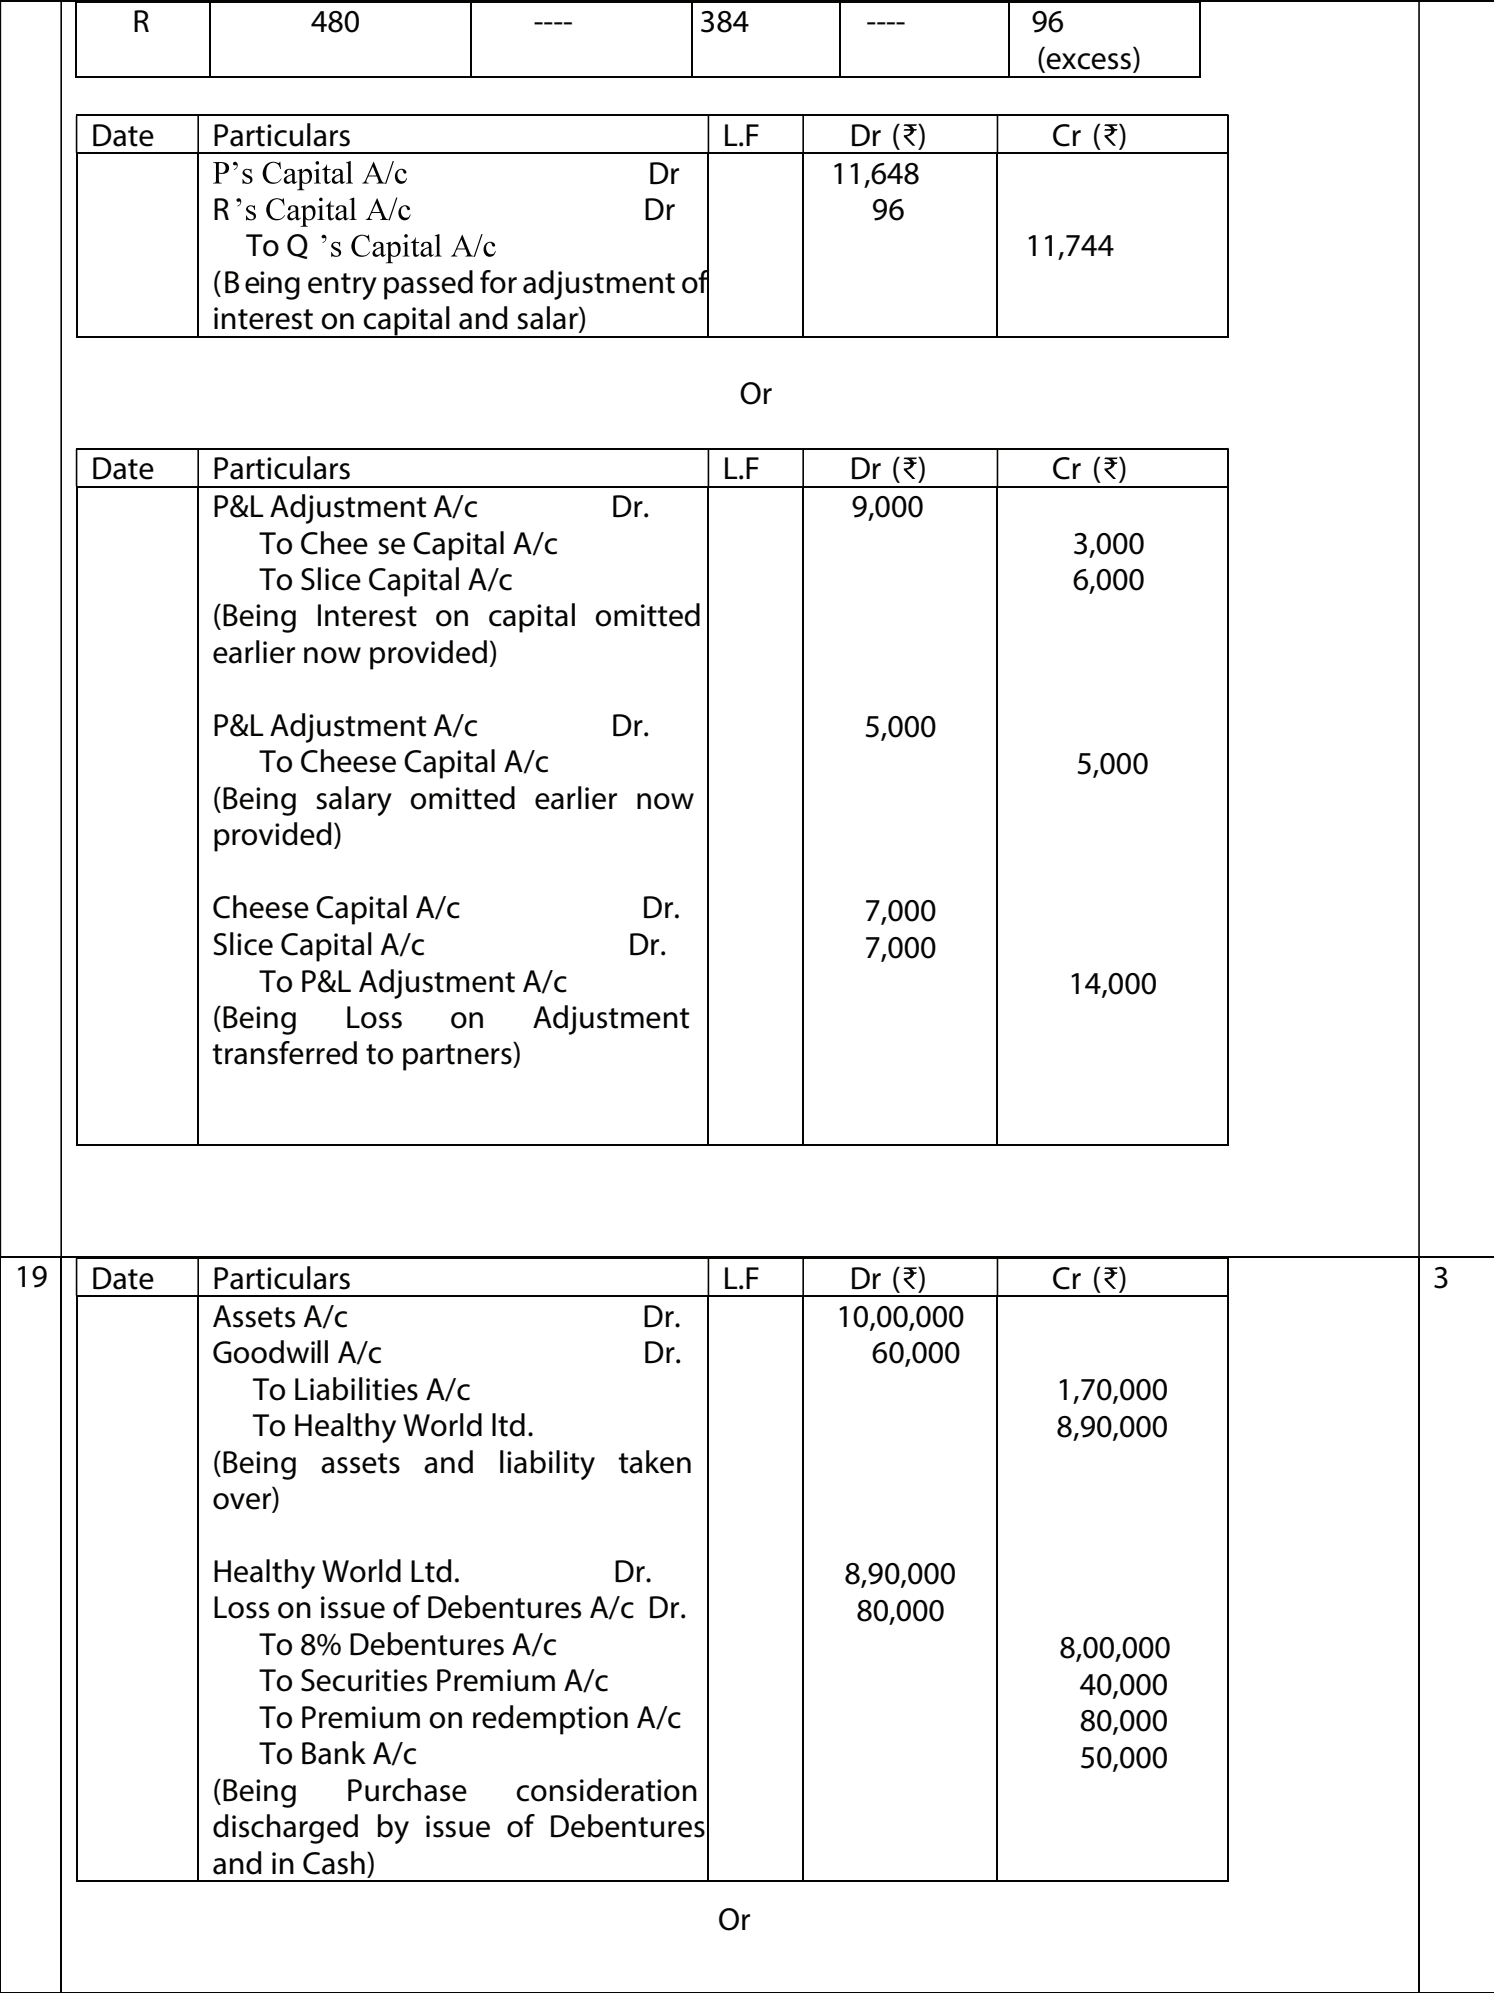 R 480 ---- 384 ---- 96
(excess)
Date Particulars L.F Dr (₹) Cr (₹)
P’s Capital A/c Dr 11,648
R’s Capital A/c Dr 96
To Q ’s Capital A/c 11,744
(B eing entry passed for adjustment of
interest on capital and salar)
Or
Date Particulars L.F Dr (₹) Cr (₹)
P&L Adjustment A/c Dr. 9,000
To Chee se Capital A/c 3,000
To Slice Capital A/c 6,000
(Being Interest on capital omitted
earlier now provided)
P&L Adjustment A/c Dr. 5,000
To Cheese Capital A/c 5,000
(Being salary omitted earlier now
provided)
Cheese Capital A/c Dr. 7,000
Slice Capital A/c Dr. 7,000
To P&L Adjustment A/c 14,000
(Being Loss on Adjustment
transferred to partners)
19 Date Particulars L.F Dr (₹) Cr (₹) 3
Assets A/c Dr. 10,00,000
Goodwill A/c Dr. 60,000
To Liabilities A/c 1,70,000
To Healthy World ltd. 8,90,000
(Being assets and liability taken
over)
Healthy World Ltd. Dr. 8,90,000
Loss on issue of Debentures A/c Dr. 80,000
To 8% Debentures A/c 8,00,000
To Securities Premium A/c 40,000
To Premium on redemption A/c 80,000
To Bank A/c 50,000
(Being Purchase consideration
discharged by issue of Debentures
and in Cash)
Or